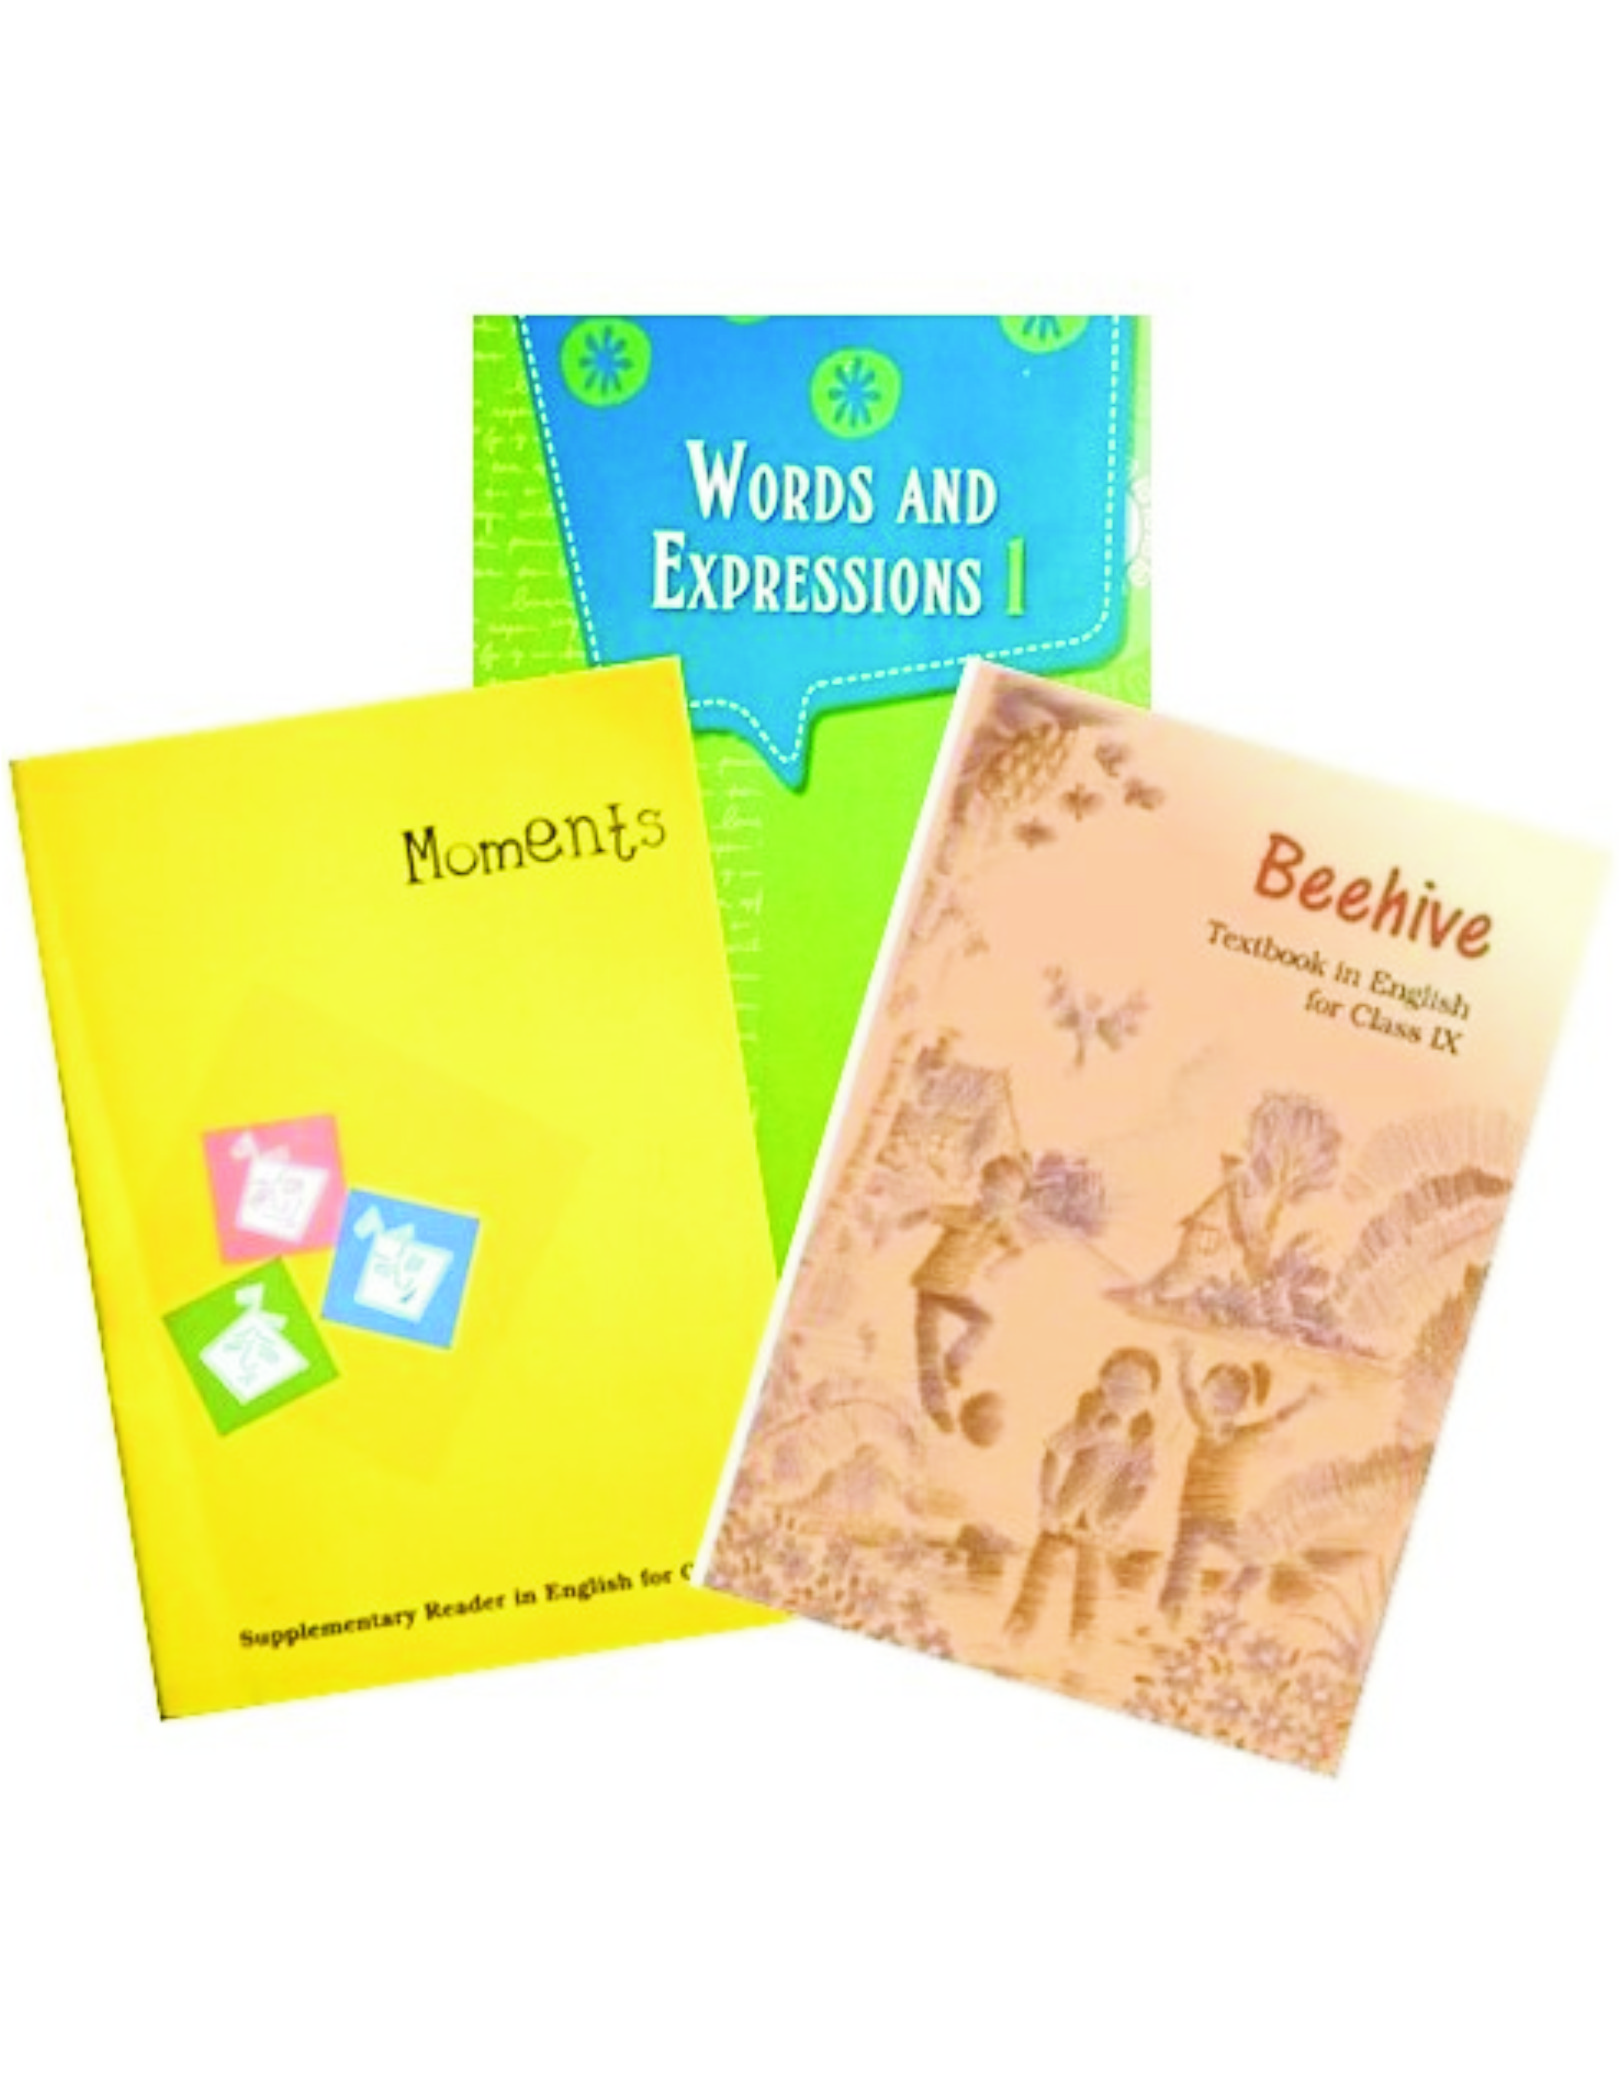 WORDS AND
EXPRESSIONS 1
Moments
Supplementary Reader in English for
Beehive
Textbook in English
for Class IX